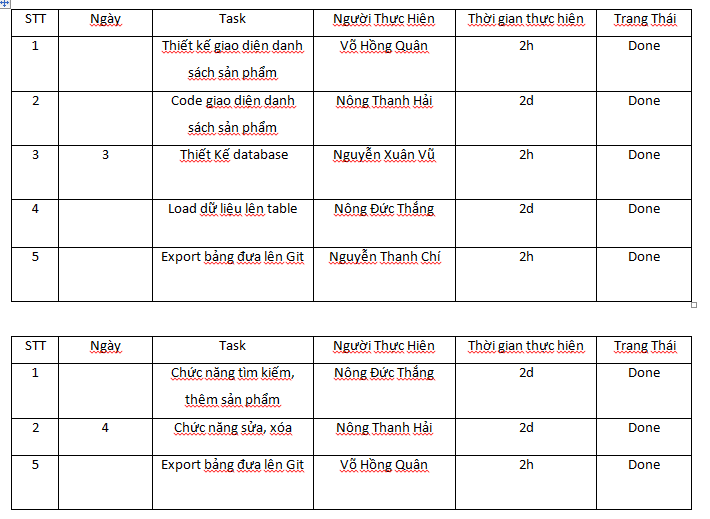 STT Ngày Task Người Thực Hiện Thời gian thực hiện Trang Thái
1 Thiết kế giao diện danh sách sản phẩm Võ Hồng Quân 2h Done
2 Code giao diện danh sách sản phẩm Nông Thanh Hải 2d Done
3 3 Thiết Kế database Nguyễn Xuân Vũ 2h Done
4 Load dữ liệu lên table Nông Đức Thắng 2d Done
5 Export bảng đưa lên Git Nguyễn Thanh Chí 2h Done
STT Ngày Task Người Thực Hiện Thời gian thực hiện Trang Thái
1 Chức năng tìm kiếm, thêm sản phẩm Nông Đức Thắng 2d Done
2 4 Chức năng sửa, xóa Nông Thanh Hải 2d Done
5 Export bảng đưa lên Git Võ Hồng Quân 2h Done